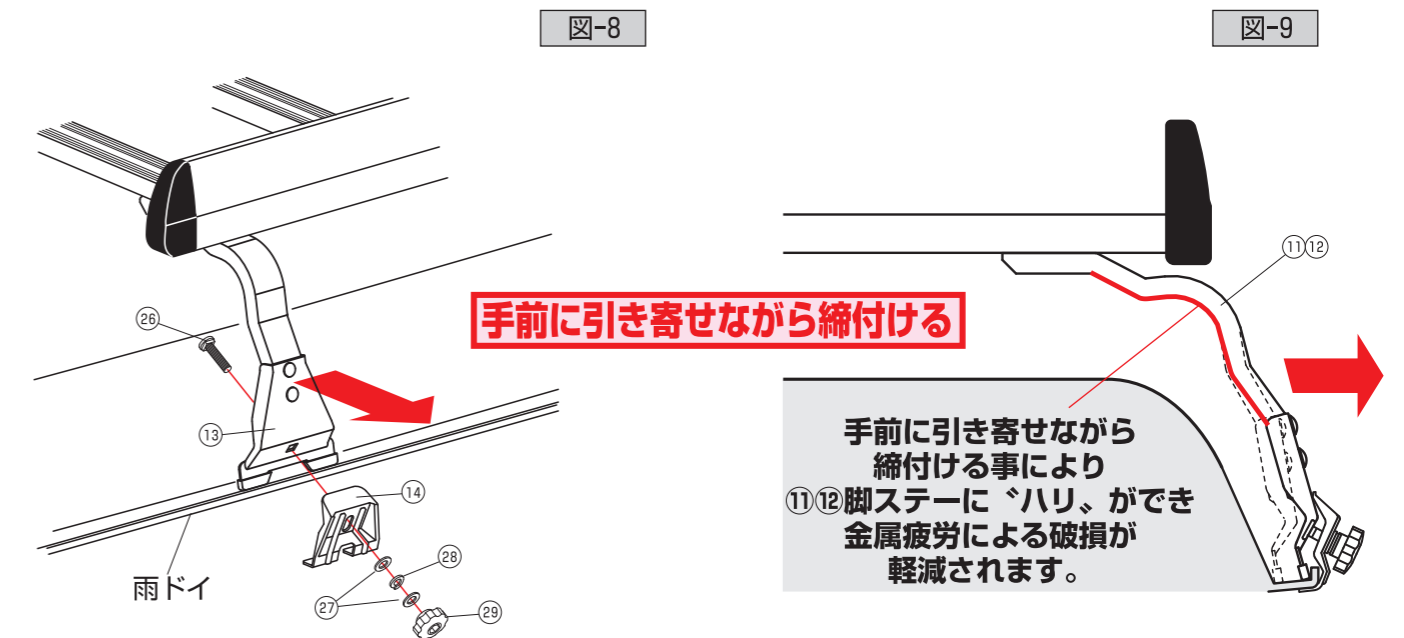 図-8
図-9
⑪⑫
手前に引き寄せながら締付ける
㉖
⑬
⑭
㉘
㉗
㉙
雨ドイ
手前に引き寄せながら
締付ける事により
⑪⑫脚ステーに〝ハリ〟ができ
金属疲労による破損が
軽減されます。